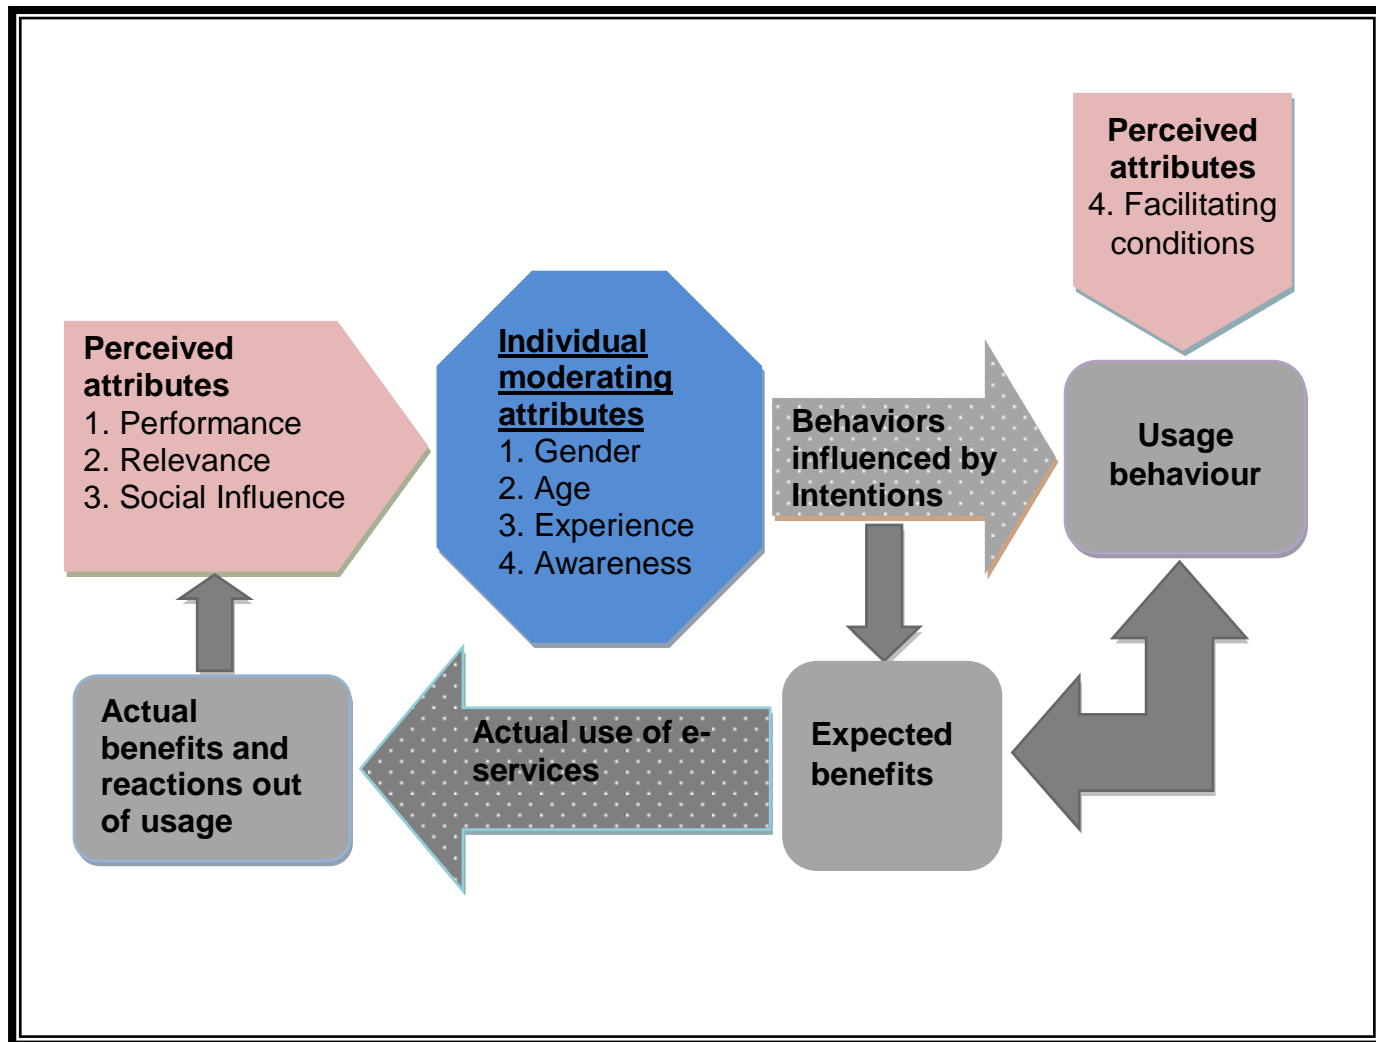 Perceived
attributes
4. Facilitating
conditions
Perceived
attributes
1. Performance
2. Relevance
3. Social Influence
Individual
moderating
attributes
1. Gender
2. Age
3. Experience
4. Awareness
Behaviors
influenced by
Intentions
Usage
behaviour
Actual
benefits and
reactions out
of usage
Actual use of e-
services
Expected
benefits